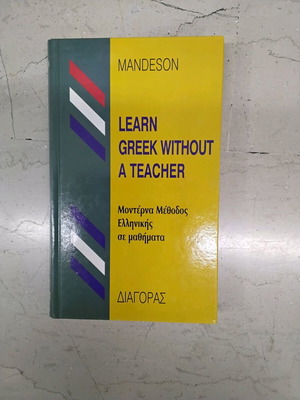 MANDESON
LEARN
GREEK WITHOUT
A TEACHER
Μοντέρνα Μέθοδος
Ελληνικής
σε μαθήματα
ΔΙΑΓΟΡΑΣ